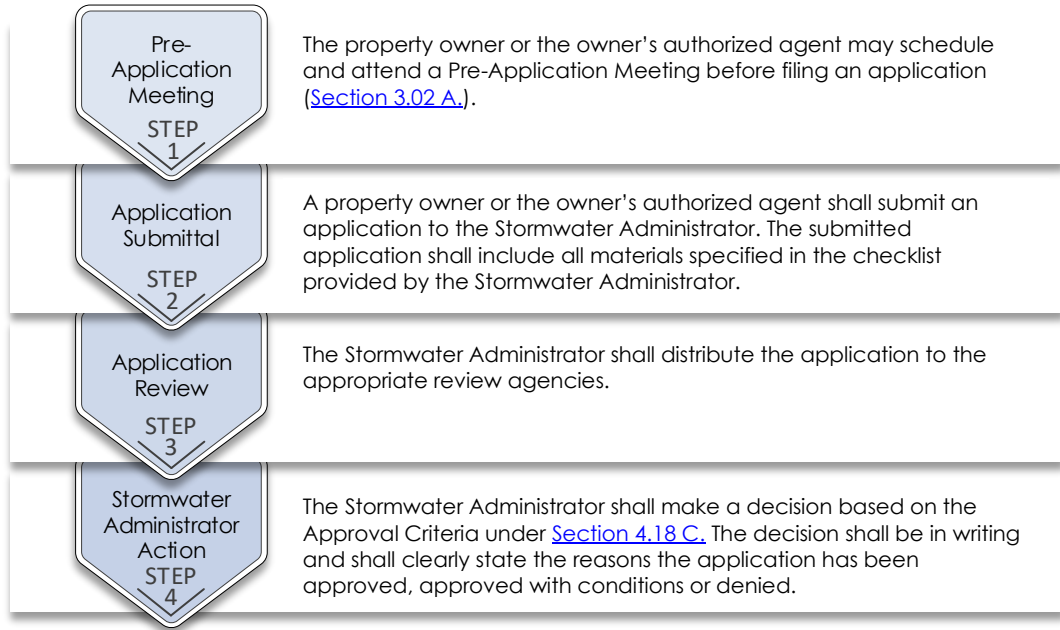 Pre-
Application
Meeting
STEP
1
The property owner or the owner’s authorized agent may schedule
and attend a Pre-Application Meeting before filing an application
(Section 3.02 A.).
Application
Submittal
STEP
2
A property owner or the owner’s authorized agent shall submit an
application to the Stormwater Administrator. The submitted
application shall include all materials specified in the checklist
provided by the Stormwater Administrator.
Application
Review
STEP
3
The Stormwater Administrator shall distribute the application to the
appropriate review agencies.
Stormwater
Administrator
Action
STEP
4
The Stormwater Administrator shall make a decision based on the
Approval Criteria under Section 4.18 C. The decision shall be in writing
and shall clearly state the reasons the application has been
approved, approved with conditions or denied.